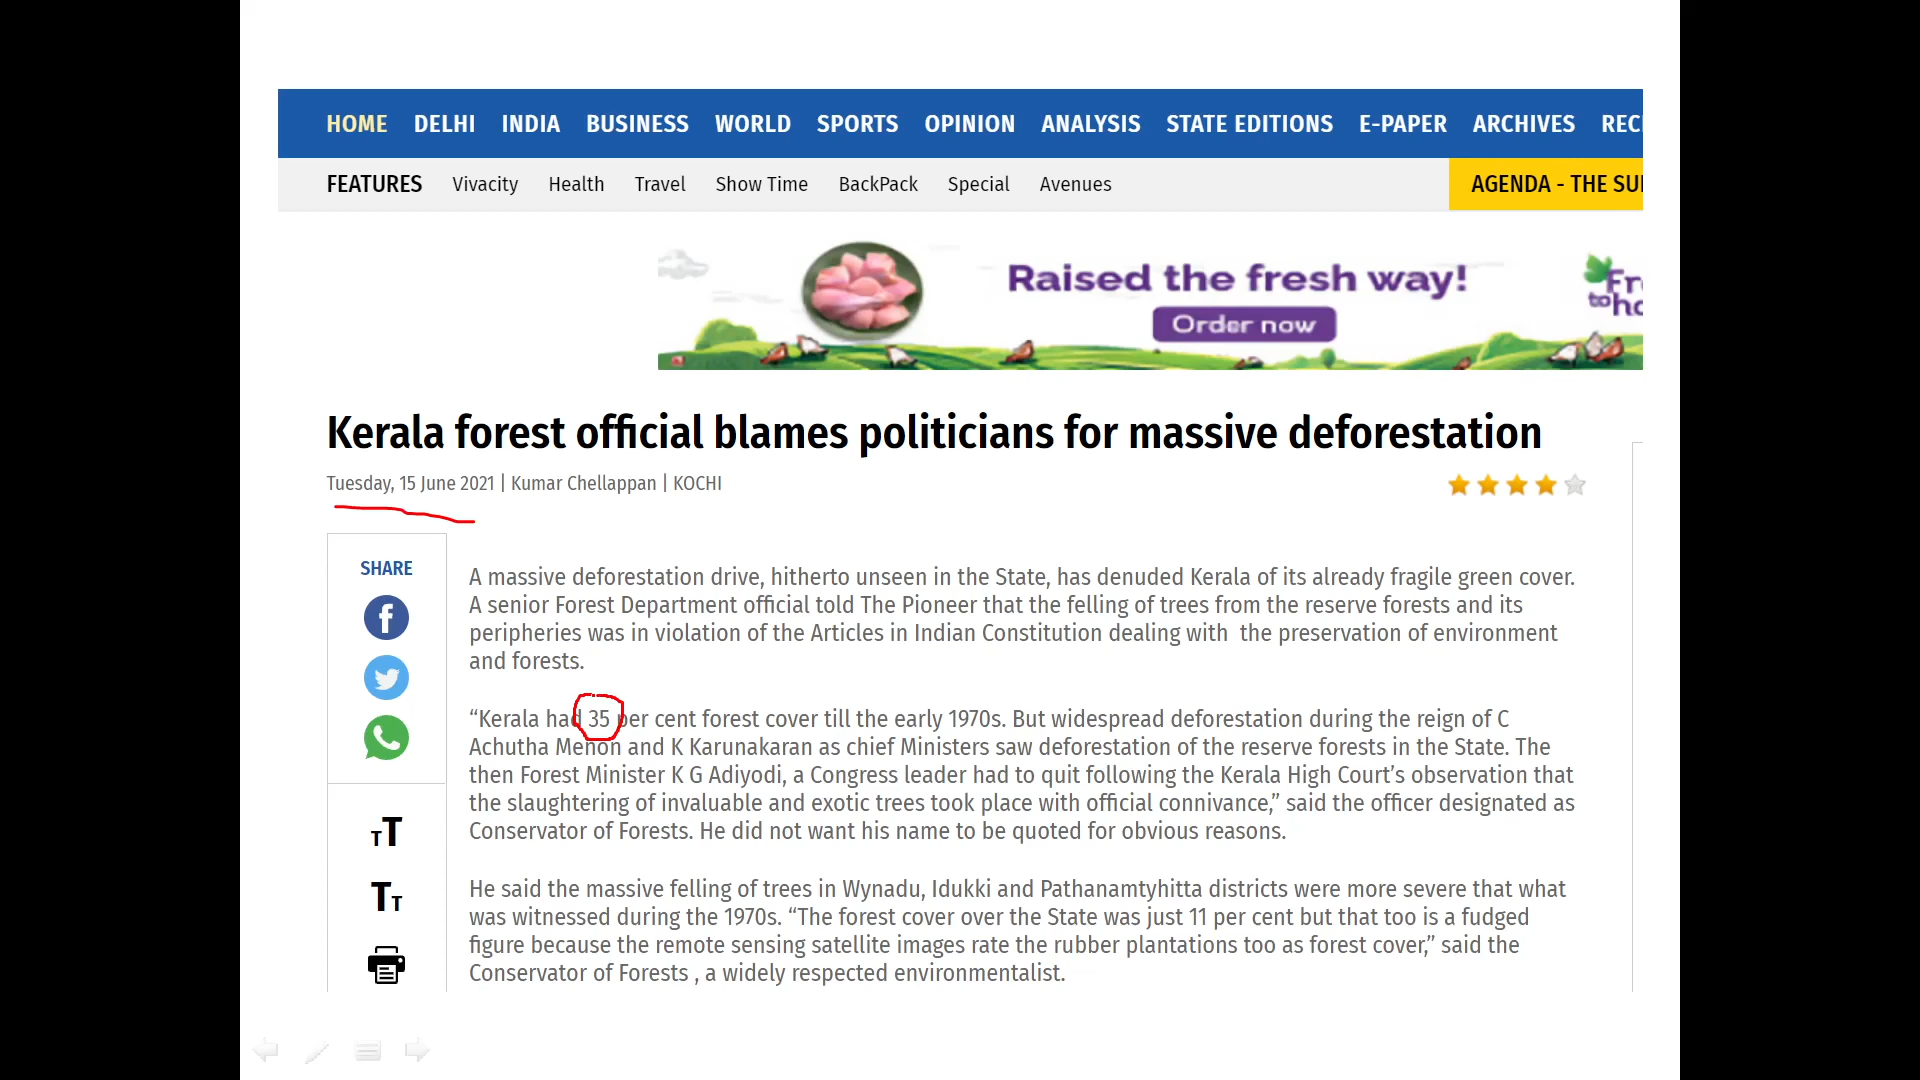 HOME DELHI INDIA BUSINESS WORLD SPORTS OPINION ANALYSIS STATE EDITIONS E-PAPER ARCHIVES
FEATURES Vivacity Health Travel Show Time BackPack Special Avenues AGENDA - THE
Raised the fresh way!
Order now
to
Kerala forest official blames politicians for massive deforestation
Tuesday, 15 June 2021 | Kumar Chellappan | KOCHI
SHARE
A massive deforestation drive, hitherto unseen in the State, has denuded Kerala of its already fragile green cover.
A senior Forest Department official told The Pioneer that the felling of trees from the reserve forests and its
peripheries was in violation of the Articles in Indian Constitution dealing with the preservation of environment
and forests.
“Kerala had 35 per cent forest cover till the early 1970s. But widespread deforestation during the reign of C
Achutha Menon and K Karunakaran as chief Ministers saw deforestation of the reserve forests in the State. The
then Forest Minister K G Adiyodi, a Congress leader had to quit following the Kerala High Court’s observation that
the slaughtering of invaluable and exotic trees took place with official connivance,” said the officer designated as
Conservator of Forests. He did not want his name to be quoted for obvious reasons.
TT
TT
He said the massive felling of trees in Wynadu, Idukki and Pathanamtyhitta districts were more severe that what
was witnessed during the 1970s. “The forest cover over the State was just 11 per cent but that too is a fudged
figure because the remote sensing satellite images rate the rubber plantations too as forest cover,” said the
Conservator of Forests , a widely respected environmentalist.